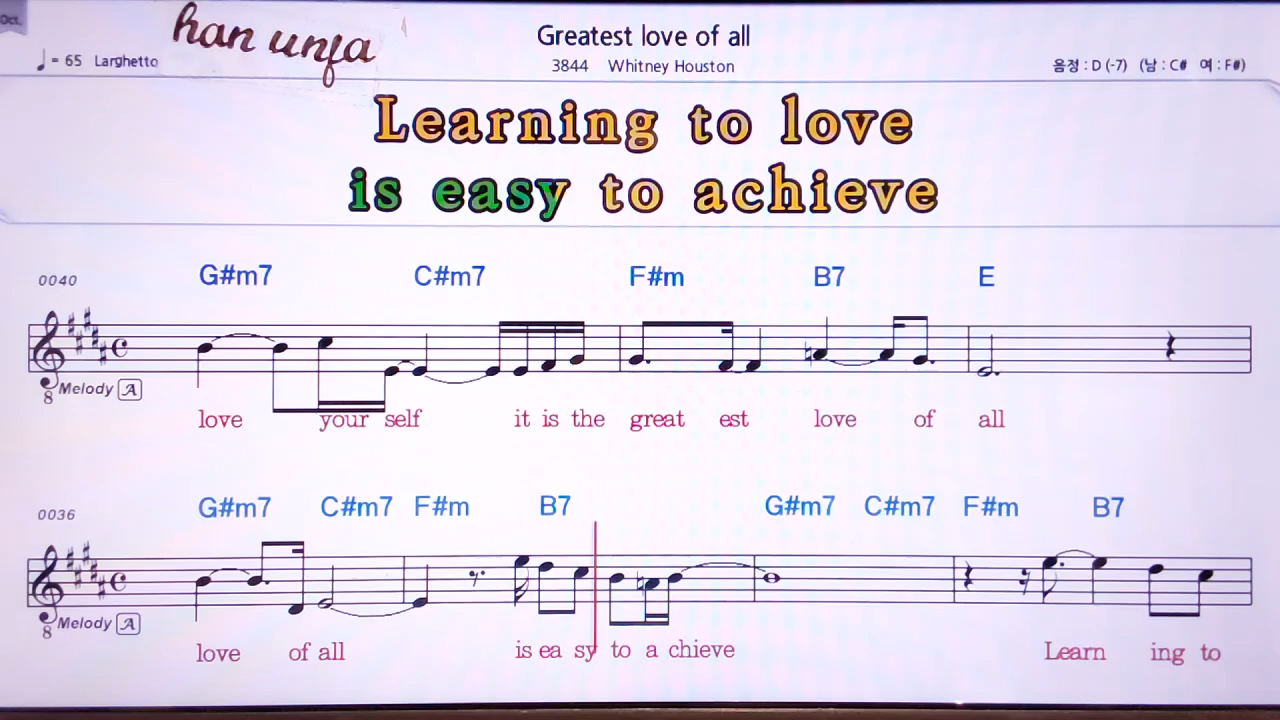 Oct.
han unfa
Greatest love of all
♩= 65 Larghetto
3844 Whitney Houston
음정 : D (-7) (남 : C# 여 : F#)
Learning to love
is easy to achieve
0040
G#m7 C#m7 F#m B7 E
8 Melody A
love your self it is the great est love of all
0036
G#m7 C#m7 F#m B7 G#m7 C#m7 F#m B7
8 Melody A
love of all is ea sy to a chieve Learn ing to